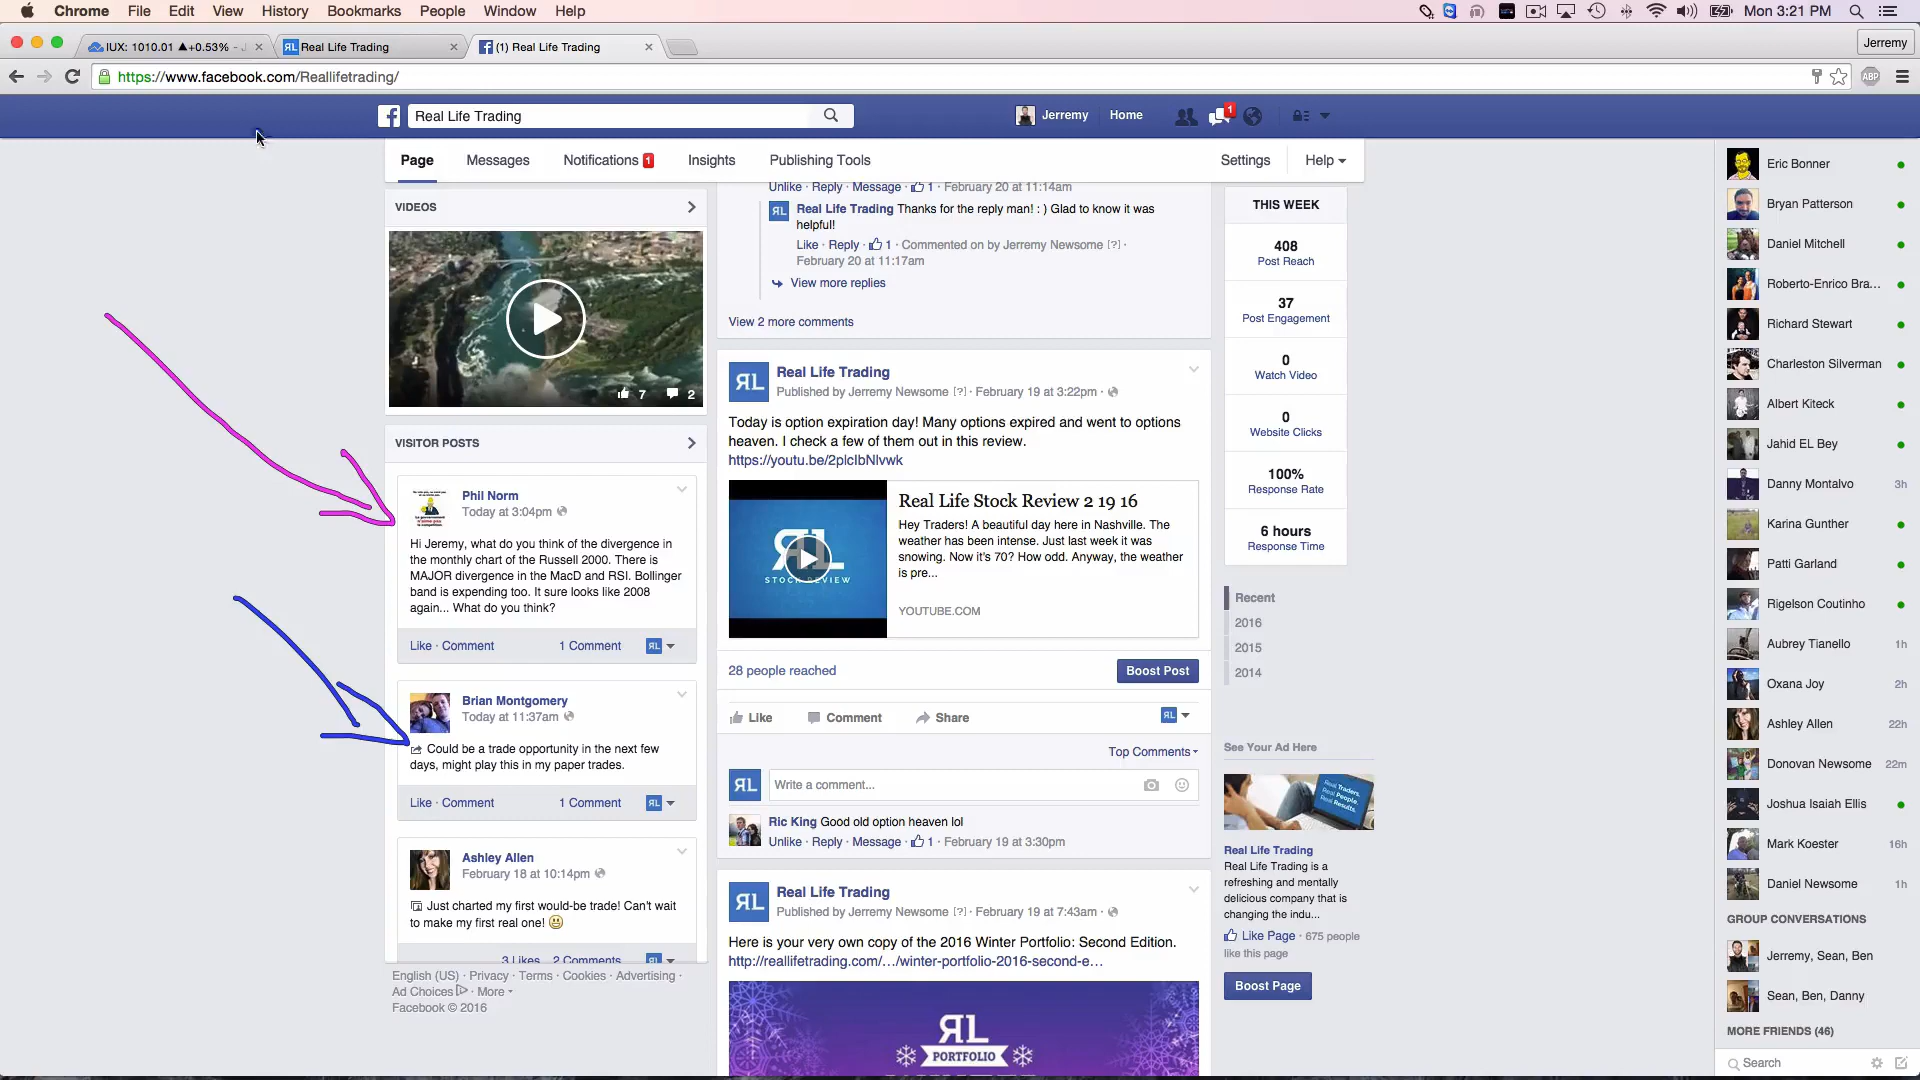 Chrome File Edit View History Bookmarks People Window Help
Mon 3:21 PM
IUX: 1010.01 ▲+0.53% - J
Real Life Trading
(1) Real Life Trading
Jerremy
https://www.facebook.com/Reallifetrading/
ABP
Real Life Trading
Jerremy Home
1
Page Messages Notifications 1 Insights Publishing Tools Settings Help
VIDEOS
7 2
VISITOR POSTS
Phil Norm
Today at 3:04pm
Hi Jeremy, what do you think of the divergence in
the monthly chart of the Russell 2000. There is
MAJOR divergence in the MacD and RSI. Bollinger
band is expending too. It sure looks like 2008
again... What do you think?
Like · Comment 1 Comment
Brian Montgomery
Today at 11:37am
Could be a trade opportunity in the next few
days, might play this in my paper trades.
Like · Comment 1 Comment
Ashley Allen
February 18 at 10:14pm
Just charted my first would-be trade! Can't wait
to make my first real one! 😃
3 Likes 2 Comments
English (US) · Privacy · Terms · Cookies · Advertising ·
Ad Choices · More
Facebook © 2016
Unlike · Reply · Message · 1 · February 20 at 11:14am
Real Life Trading Thanks for the reply man! : ) Glad to know it was
helpful!
Like · Reply · 1 · Commented on by Jerremy Newsome [?] ·
February 20 at 11:17am
View more replies
View 2 more comments
Real Life Trading
Published by Jerremy Newsome [?] · February 19 at 3:22pm ·
Today is option expiration day! Many options expired and went to options
heaven. I check a few of them out in this review.
https://youtu.be/2plcIbNlvwk
STOCK REVIEW
Real Life Stock Review 2 19 16
Hey Traders! A beautiful day here in Nashville. The
weather has been intense. Just last week it was
snowing. Now it's 70? How odd. Anyway, the weather
is pre...
YOUTUBE.COM
28 people reached
Boost Post
Like Comment Share
Top Comments
Write a comment...
Ric King Good old option heaven lol
Unlike · Reply · Message · 1 · February 19 at 3:30pm
Real Life Trading
Published by Jerremy Newsome [?] · February 19 at 7:43am ·
Here is your very own copy of the 2016 Winter Portfolio: Second Edition.
http://reallifetrading.com/.../winter-portfolio-2016-second-e...
PORTFOLIO
THIS WEEK
408
Post Reach
37
Post Engagement
0
Watch Video
0
Website Clicks
100%
Response Rate
6 hours
Response Time
Recent
2016
2015
2014
See Your Ad Here
Real Traders.
Real People.
Real Results.
Real Life Trading
Real Life Trading is a
refreshing and mentally
delicious company that is
changing the indu...
Like Page · 675 people
like this page
Boost Page
Eric Bonner
Bryan Patterson
Daniel Mitchell
Roberto-Enrico Bra...
Richard Stewart
Charleston Silverman
Albert Kiteck
Jahid EL Bey
Danny Montalvo 3h
Karina Gunther
Patti Garland
Rigelson Coutinho
Aubrey Tianello 1h
Oxana Joy 2h
Ashley Allen 22h
Donovan Newsome 22m
Joshua Isaiah Ellis
Mark Koester 16h
Daniel Newsome 1h
GROUP CONVERSATIONS
Jerremy, Sean, Ben
Sean, Ben, Danny
MORE FRIENDS (46)
Search